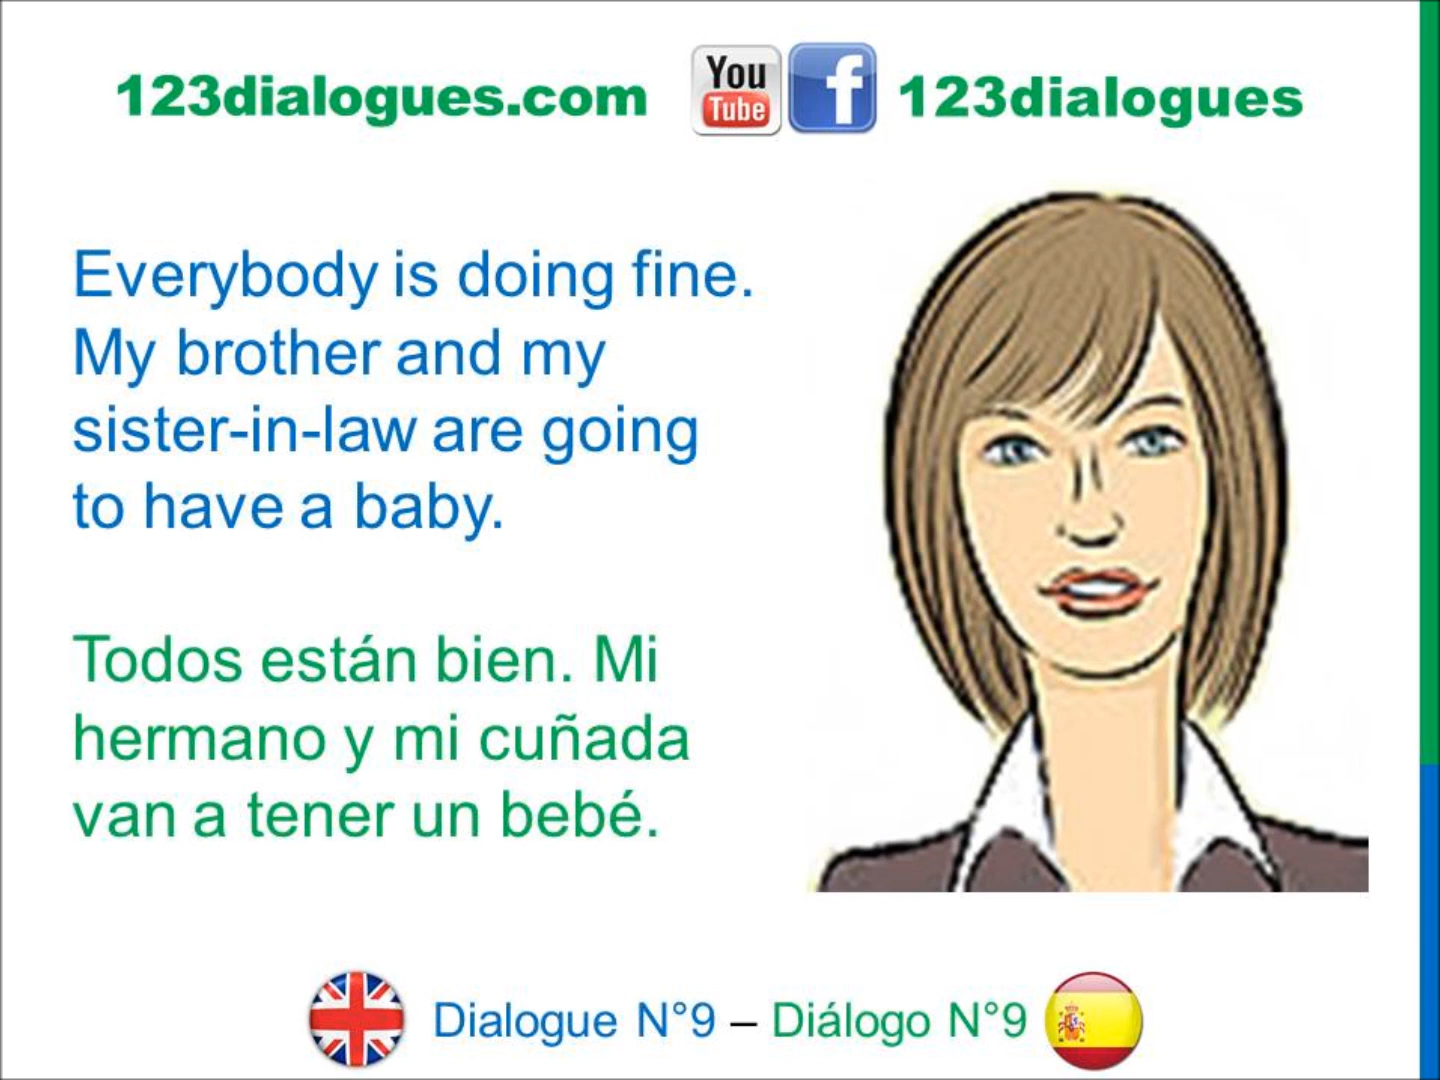 123dialogues.com You Tube f 123dialogues
Everybody is doing fine.
My brother and my
sister-in-law are going
to have a baby.
Todos están bien. Mi
hermano y mi cuñada
van a tener un bebé.
Dialogue N°9 – Diálogo N°9